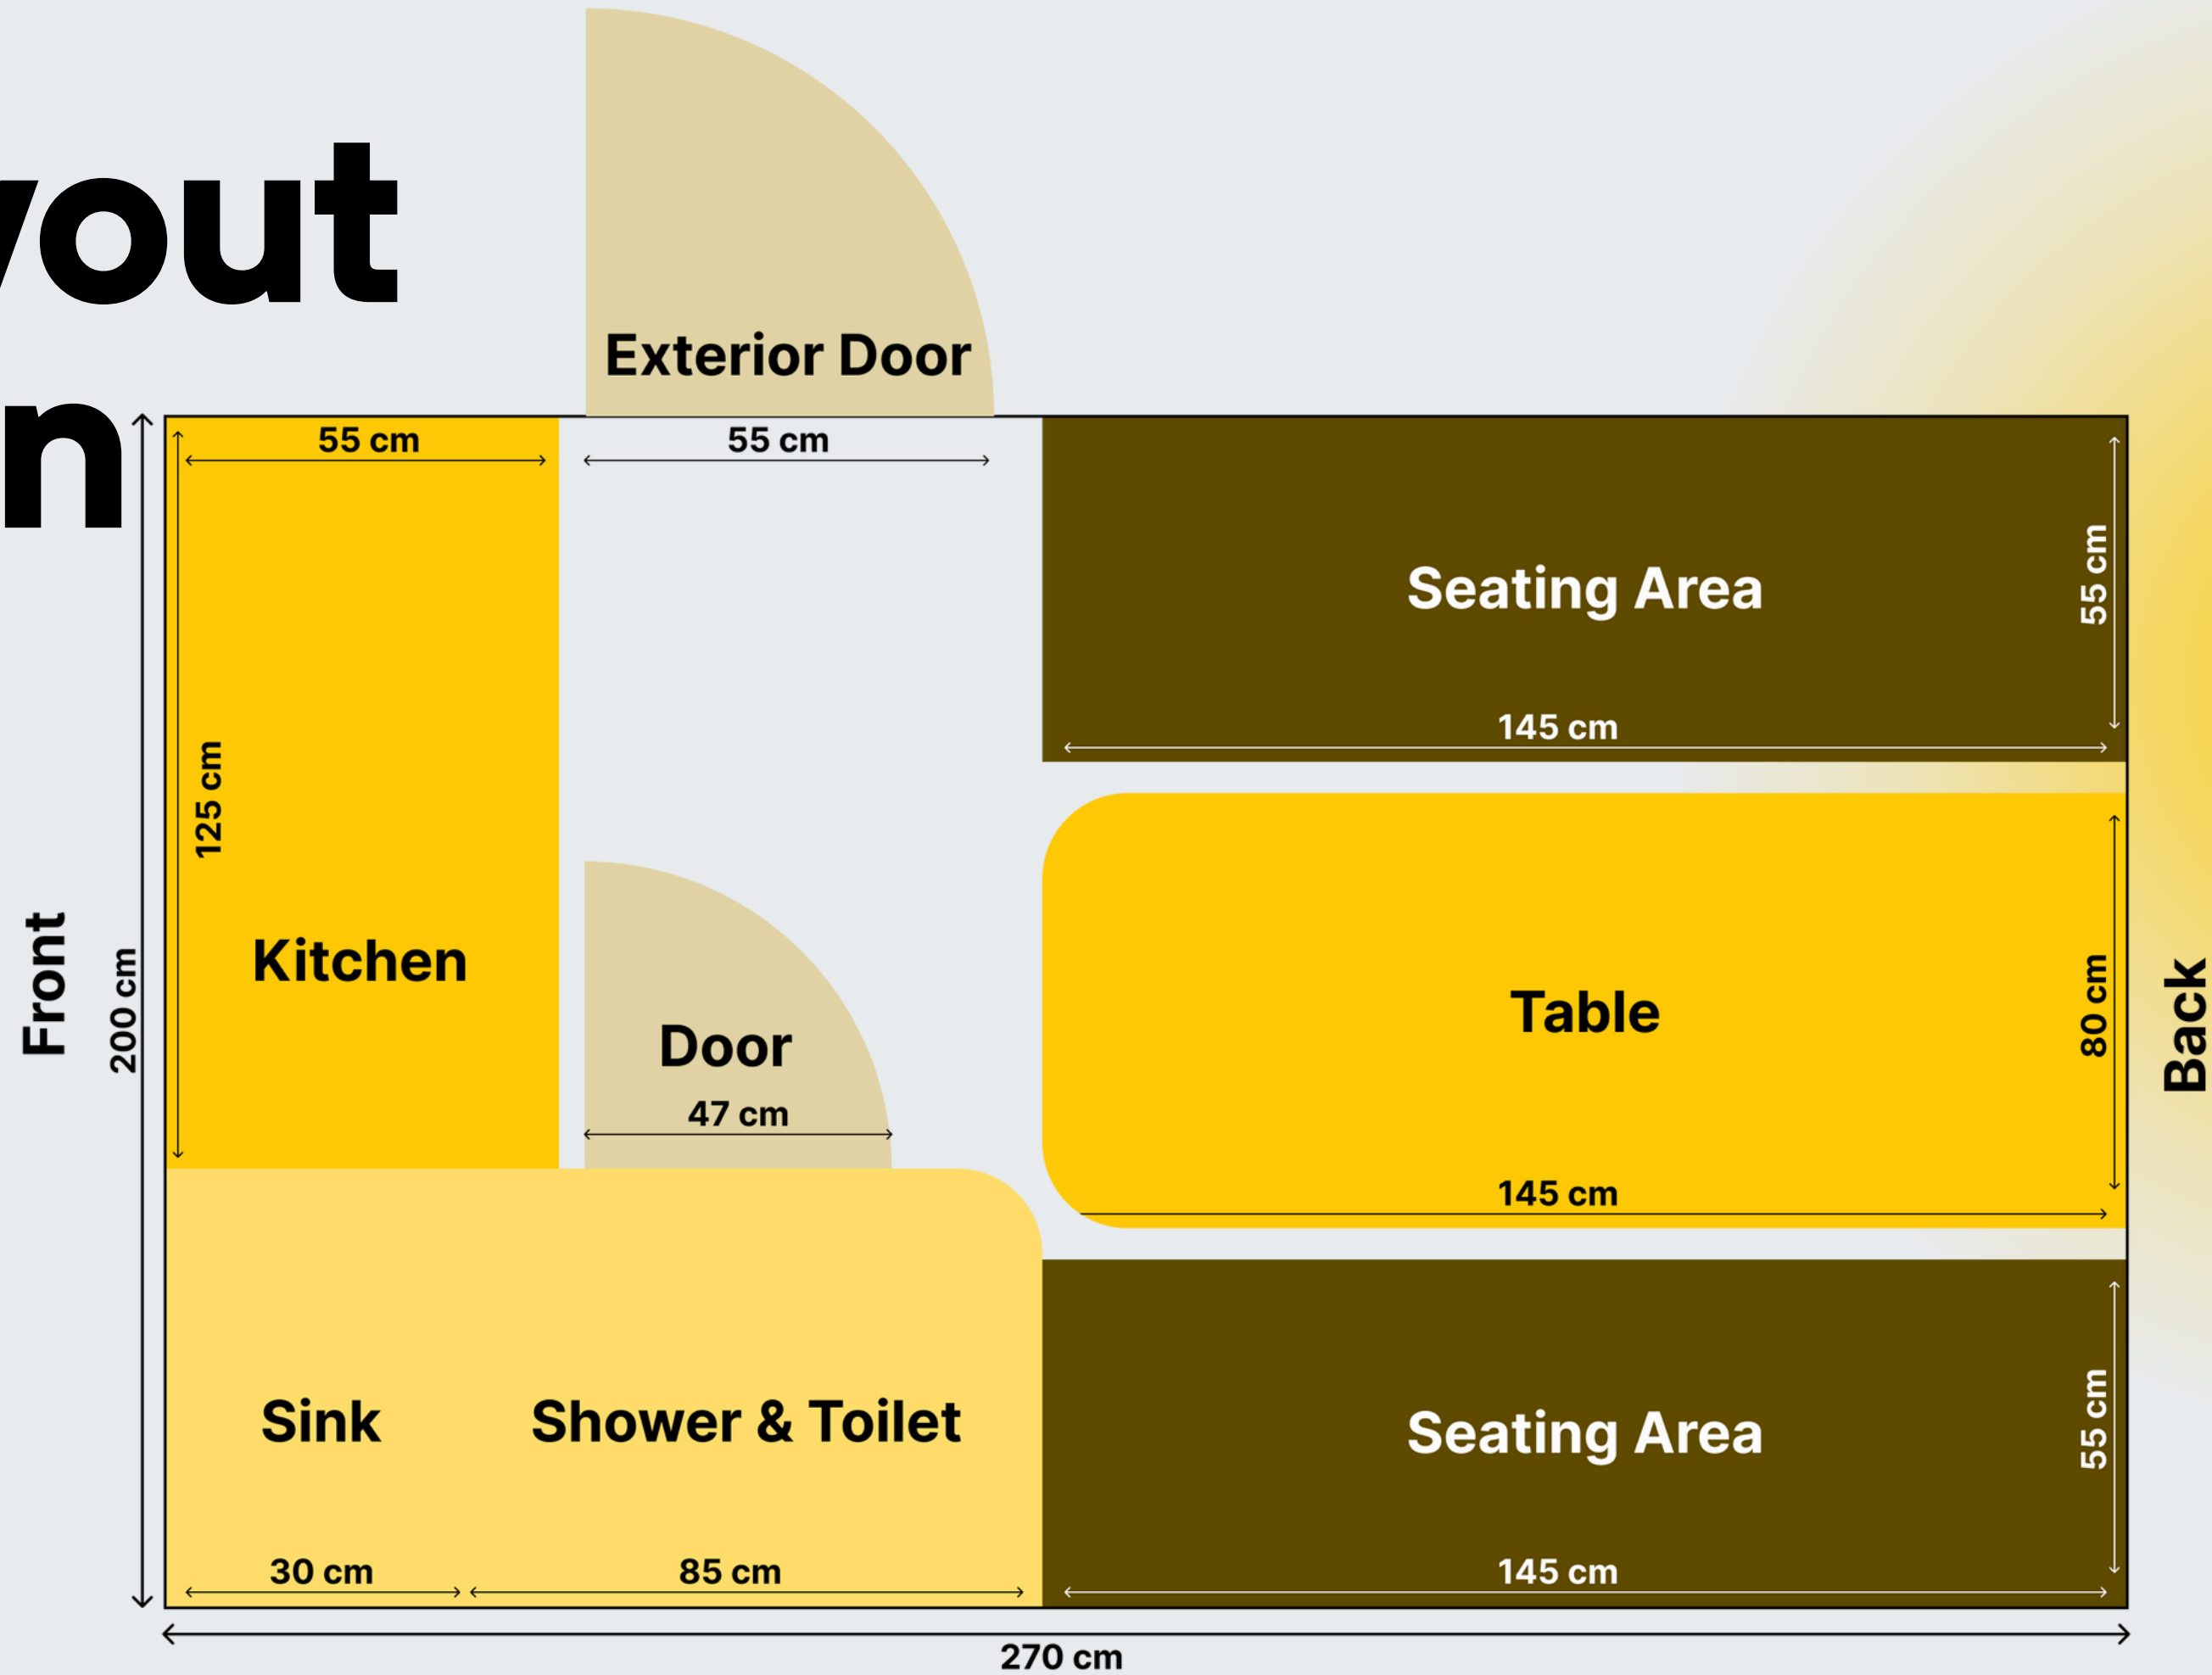 yout
n
Exterior Door
55 cm
55 cm
Seating Area
55 cm
145 cm
125 cm
Kitchen
Front
200 cm
Door
47 cm
Table
80 cm
145 cm
Back
Sink
Shower & Toilet
Seating Area
55 cm
30 cm
85 cm
145 cm
270 cm